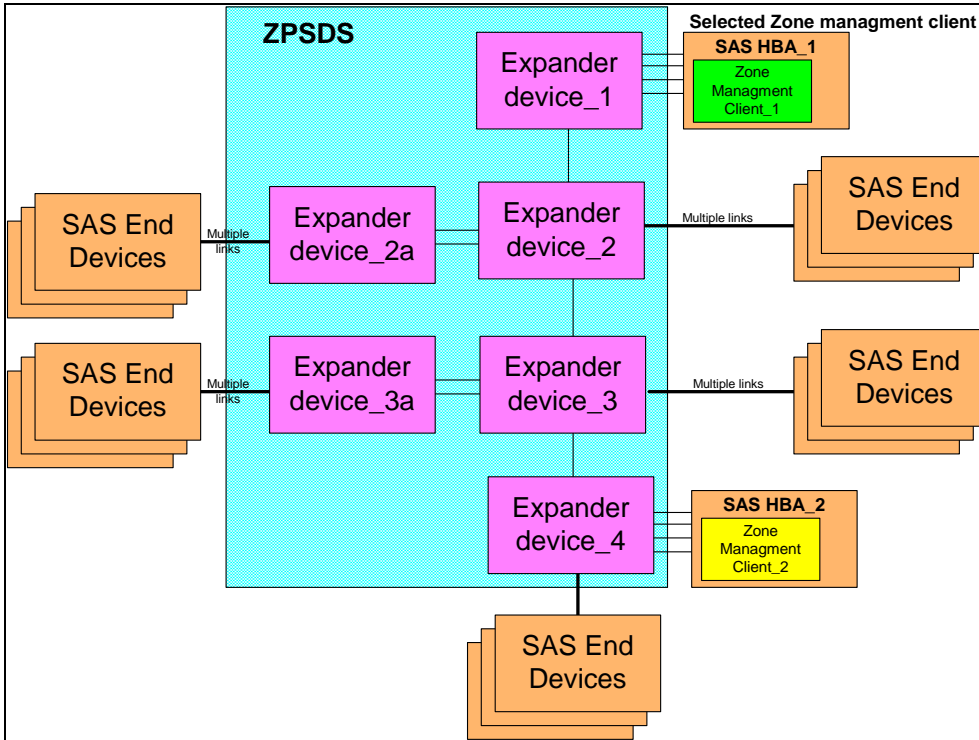 ZPSDS
Selected Zone managment client
SAS HBA_1
Zone
Managment
Client_1
Expander
device_1
SAS End
Devices
Multiple
links
Expander
device_2a
Expander
device_2
Multiple links
SAS End
Devices
SAS End
Devices
Multiple
links
Expander
device_3a
Expander
device_3
Multiple links
SAS End
Devices
Expander
device_4
SAS HBA_2
Zone
Managment
Client_2
SAS End
Devices